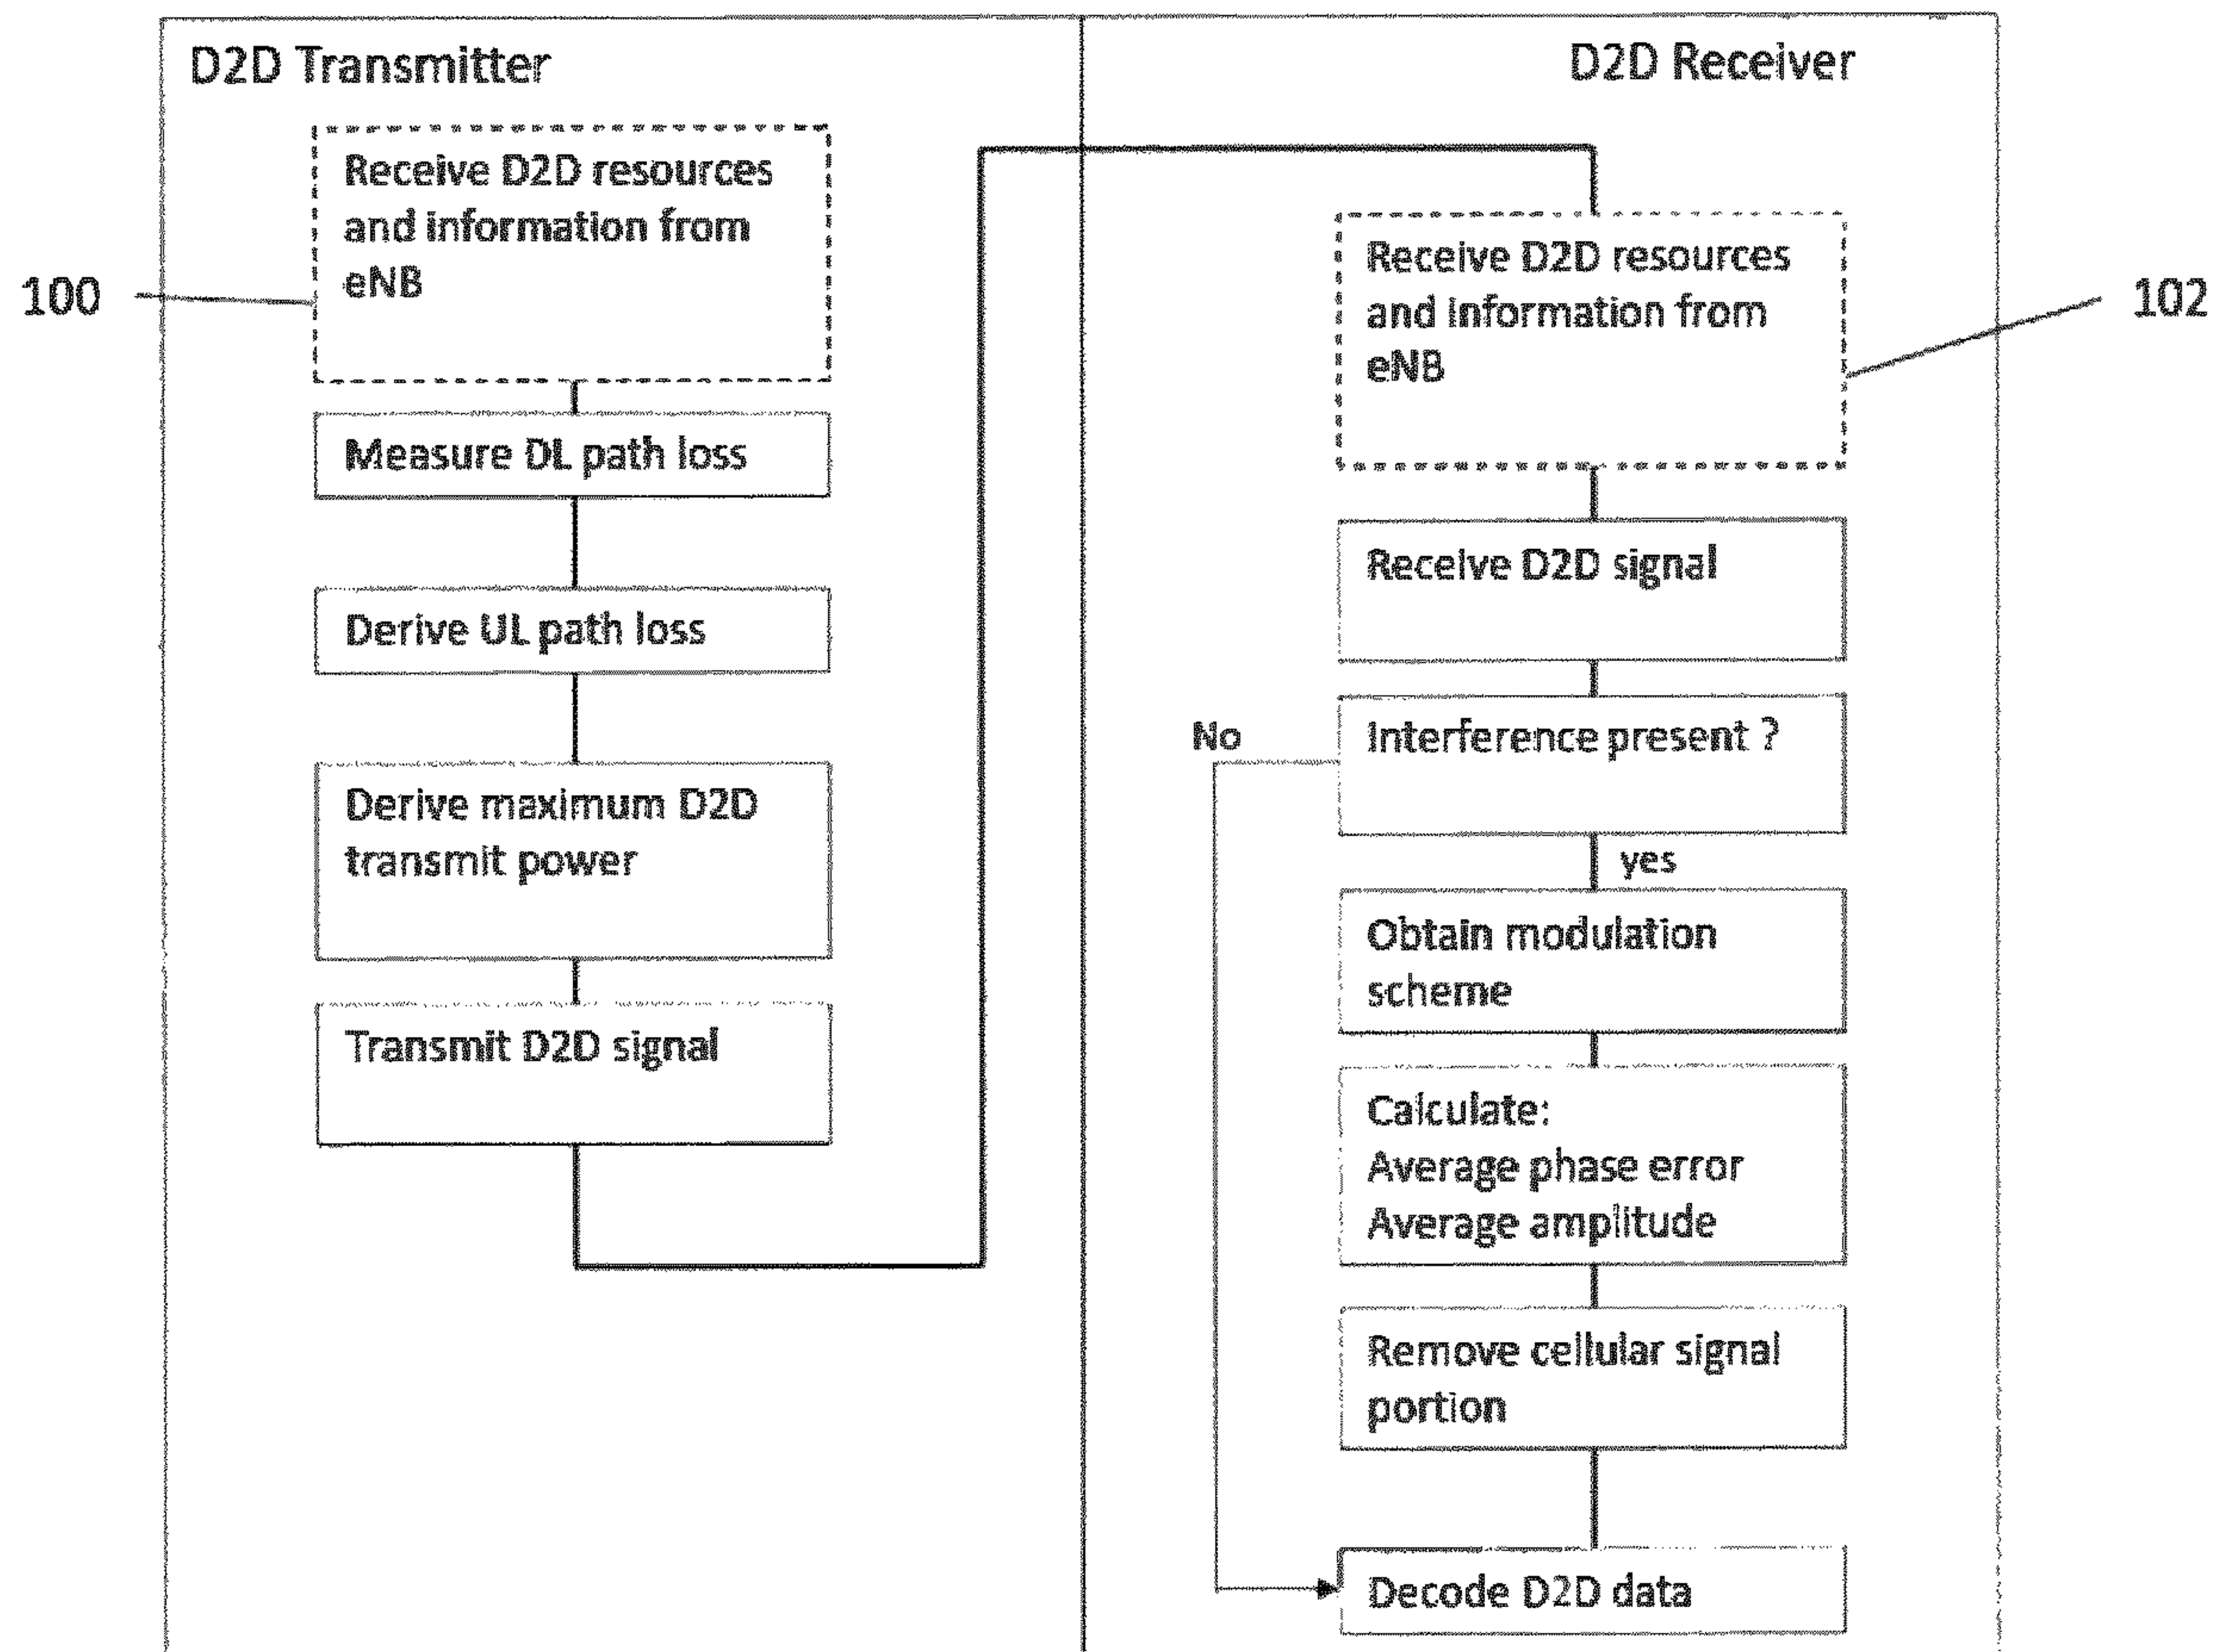 D2D Transmitter
Receive D2D resources
and information from
eNB
100
Measure DL path loss
Derive UL path loss
Derive maximum D2D
transmit power
Transmit D2D signal
D2D Receiver
Receive D2D resources
and information from
eNB
102
Receive D2D signal
No
Interference present ?
yes
Obtain modulation
scheme
Calculate:
Average phase error
Average amplitude
Remove cellular signal
portion
Decode D2D data